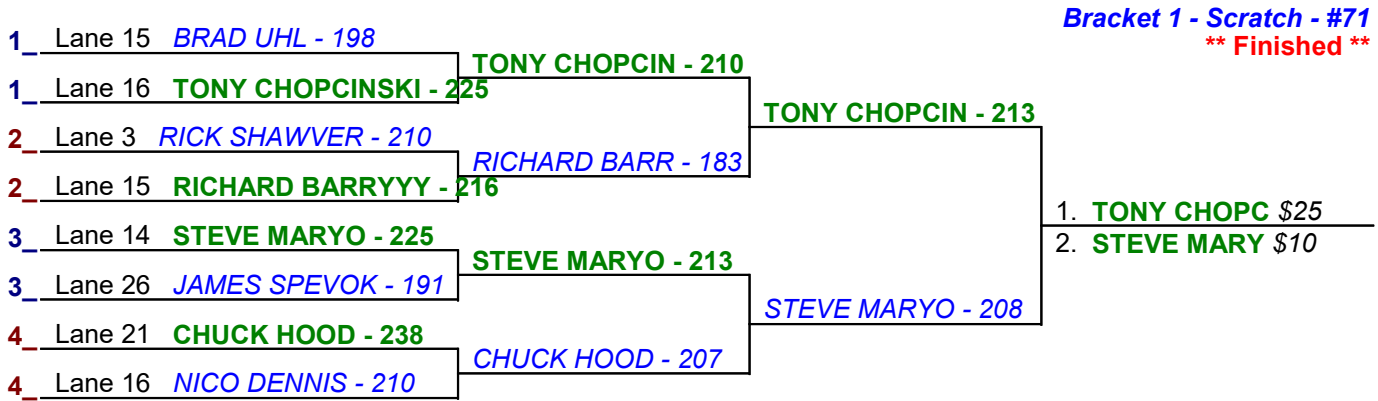 Bracket 1 - Scratch - #71
** Finished **
1_ Lane 15 BRAD UHL - 198
1_ Lane 16 TONY CHOPCINSKI - 225
2_ Lane 3 RICK SHAWVER - 210
2_ Lane 15 RICHARD BARRYYY - 216
3_ Lane 14 STEVE MARYO - 225
3_ Lane 26 JAMES SPEVOK - 191
4_ Lane 21 CHUCK HOOD - 238
4_ Lane 16 NICO DENNIS - 210
TONY CHOPCIN - 210
RICHARD BARR - 183
STEVE MARYO - 213
CHUCK HOOD - 207
TONY CHOPCIN - 213
STEVE MARYO - 208
1. TONY CHOPC $25
2. STEVE MARY $10